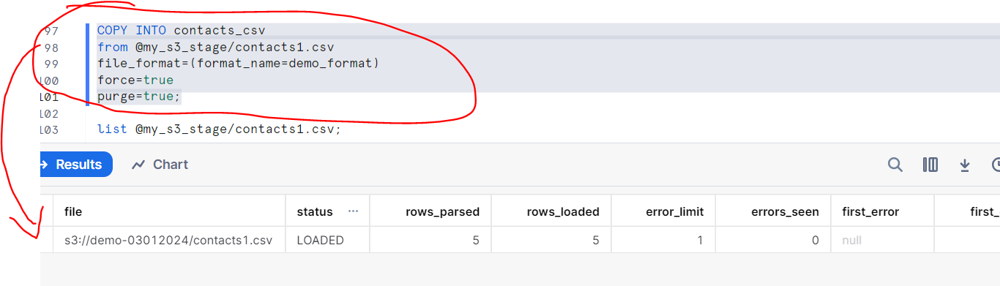 97 COPY INTO contacts_csv
98 from @my_s3_stage/contacts1.csv
99 file_format=(format_name=demo_format)
100 force=true
101 purge=true;
102
103 list @my_s3_stage/contacts1.csv;
Results Chart
file status ... rows_parsed rows_loaded error_limit errors_seen first_error first_
s3://demo-03012024/contacts1.csv LOADED 5 5 1 0 null